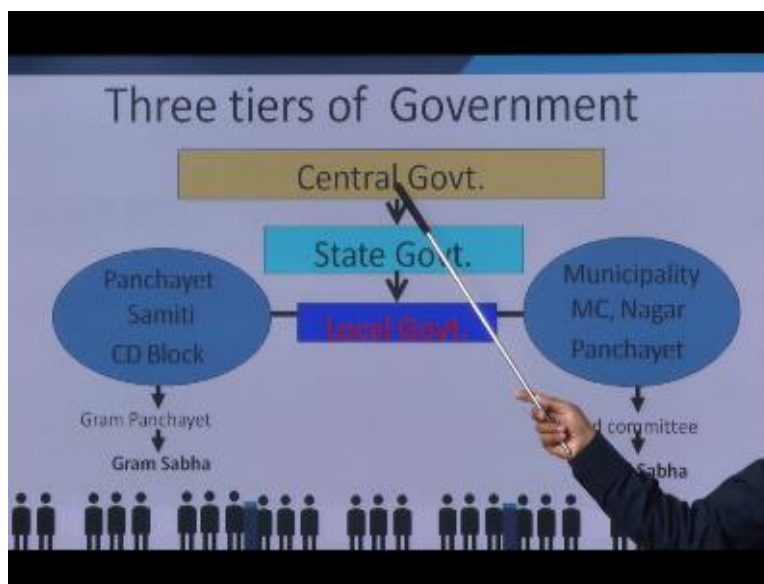 Three tiers of Government
Central Govt.
State Govt.
Local Govt.
Panchayet
Samiti
CD Block
Gram Panchayet
Gram Sabha
Municipality
MC, Nagar
Panchayet
committee
Sabha